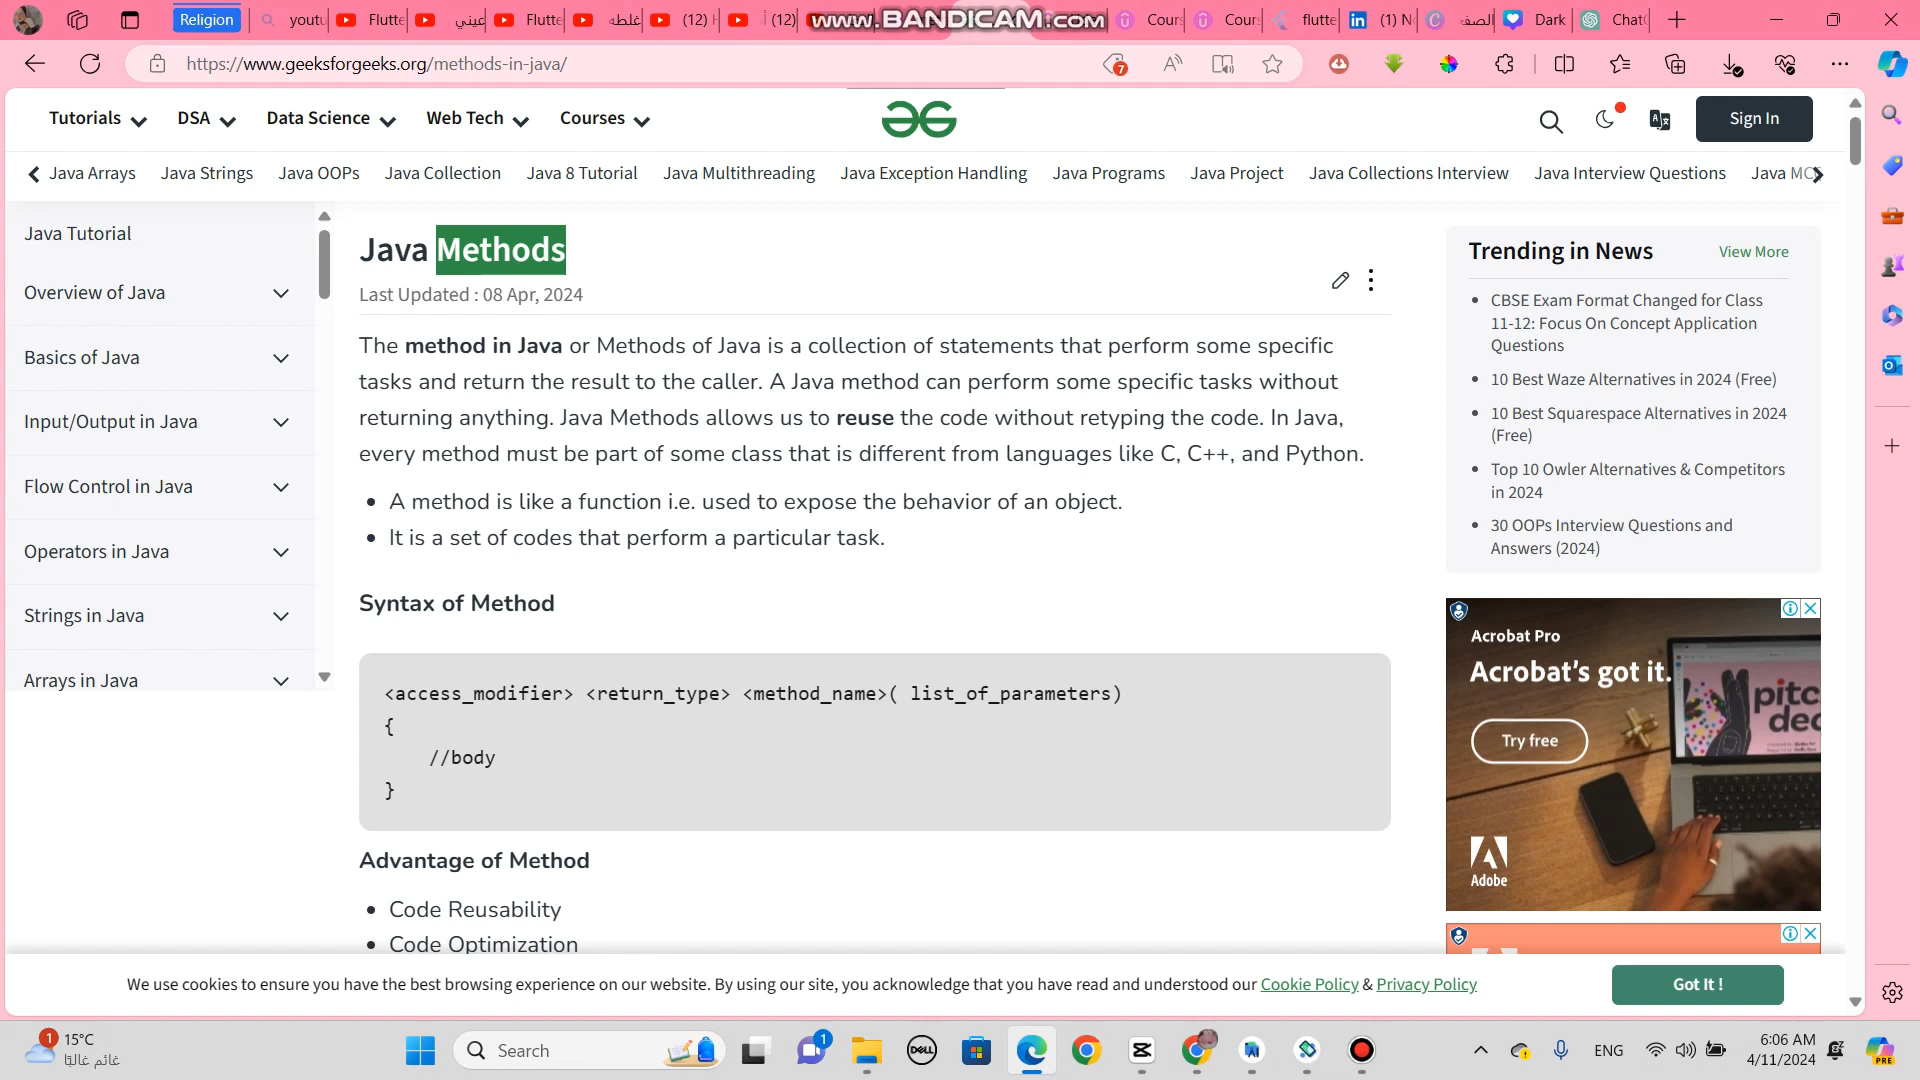 Religion
youtu
Flutte
عيني
Flutte
غلطه
(12) H
(12) أ
www.BANDICAM.com
Cours
Cours
flutte
(1) N
الصف
Dark
ChatG
https://www.geeksforgeeks.org/methods-in-java/
7
Tutorials
DSA
Data Science
Web Tech
Courses
Sign In
Java Arrays
Java Strings
Java OOPs
Java Collection
Java 8 Tutorial
Java Multithreading
Java Exception Handling
Java Programs
Java Project
Java Collections Interview
Java Interview Questions
Java MC
Java Tutorial
Overview of Java
Basics of Java
Input/Output in Java
Flow Control in Java
Operators in Java
Strings in Java
Arrays in Java
Java Methods
Last Updated : 08 Apr, 2024
The method in Java or Methods of Java is a collection of statements that perform some specific
tasks and return the result to the caller. A Java method can perform some specific tasks without
returning anything. Java Methods allows us to reuse the code without retyping the code. In Java,
every method must be part of some class that is different from languages like C, C++, and Python.
• A method is like a function i.e. used to expose the behavior of an object.
• It is a set of codes that perform a particular task.
Syntax of Method
<access_modifier> <return_type> <method_name>( list_of_parameters)
{
//body
}
Advantage of Method
• Code Reusability
• Code Optimization
Trending in News
View More
• CBSE Exam Format Changed for Class
11-12: Focus On Concept Application
Questions
• 10 Best Waze Alternatives in 2024 (Free)
• 10 Best Squarespace Alternatives in 2024
(Free)
• Top 10 Owler Alternatives & Competitors
in 2024
• 30 OOPs Interview Questions and
Answers (2024)
Acrobat Pro
Acrobat's got it.
pitc
dec
Try free
Adobe
We use cookies to ensure you have the best browsing experience on our website. By using our site, you acknowledge that you have read and understood our Cookie Policy & Privacy Policy
Got It !
1
15°C
غائم غالبًا
Search
DELL
1
ENG
6:06 AM
4/11/2024
PRE